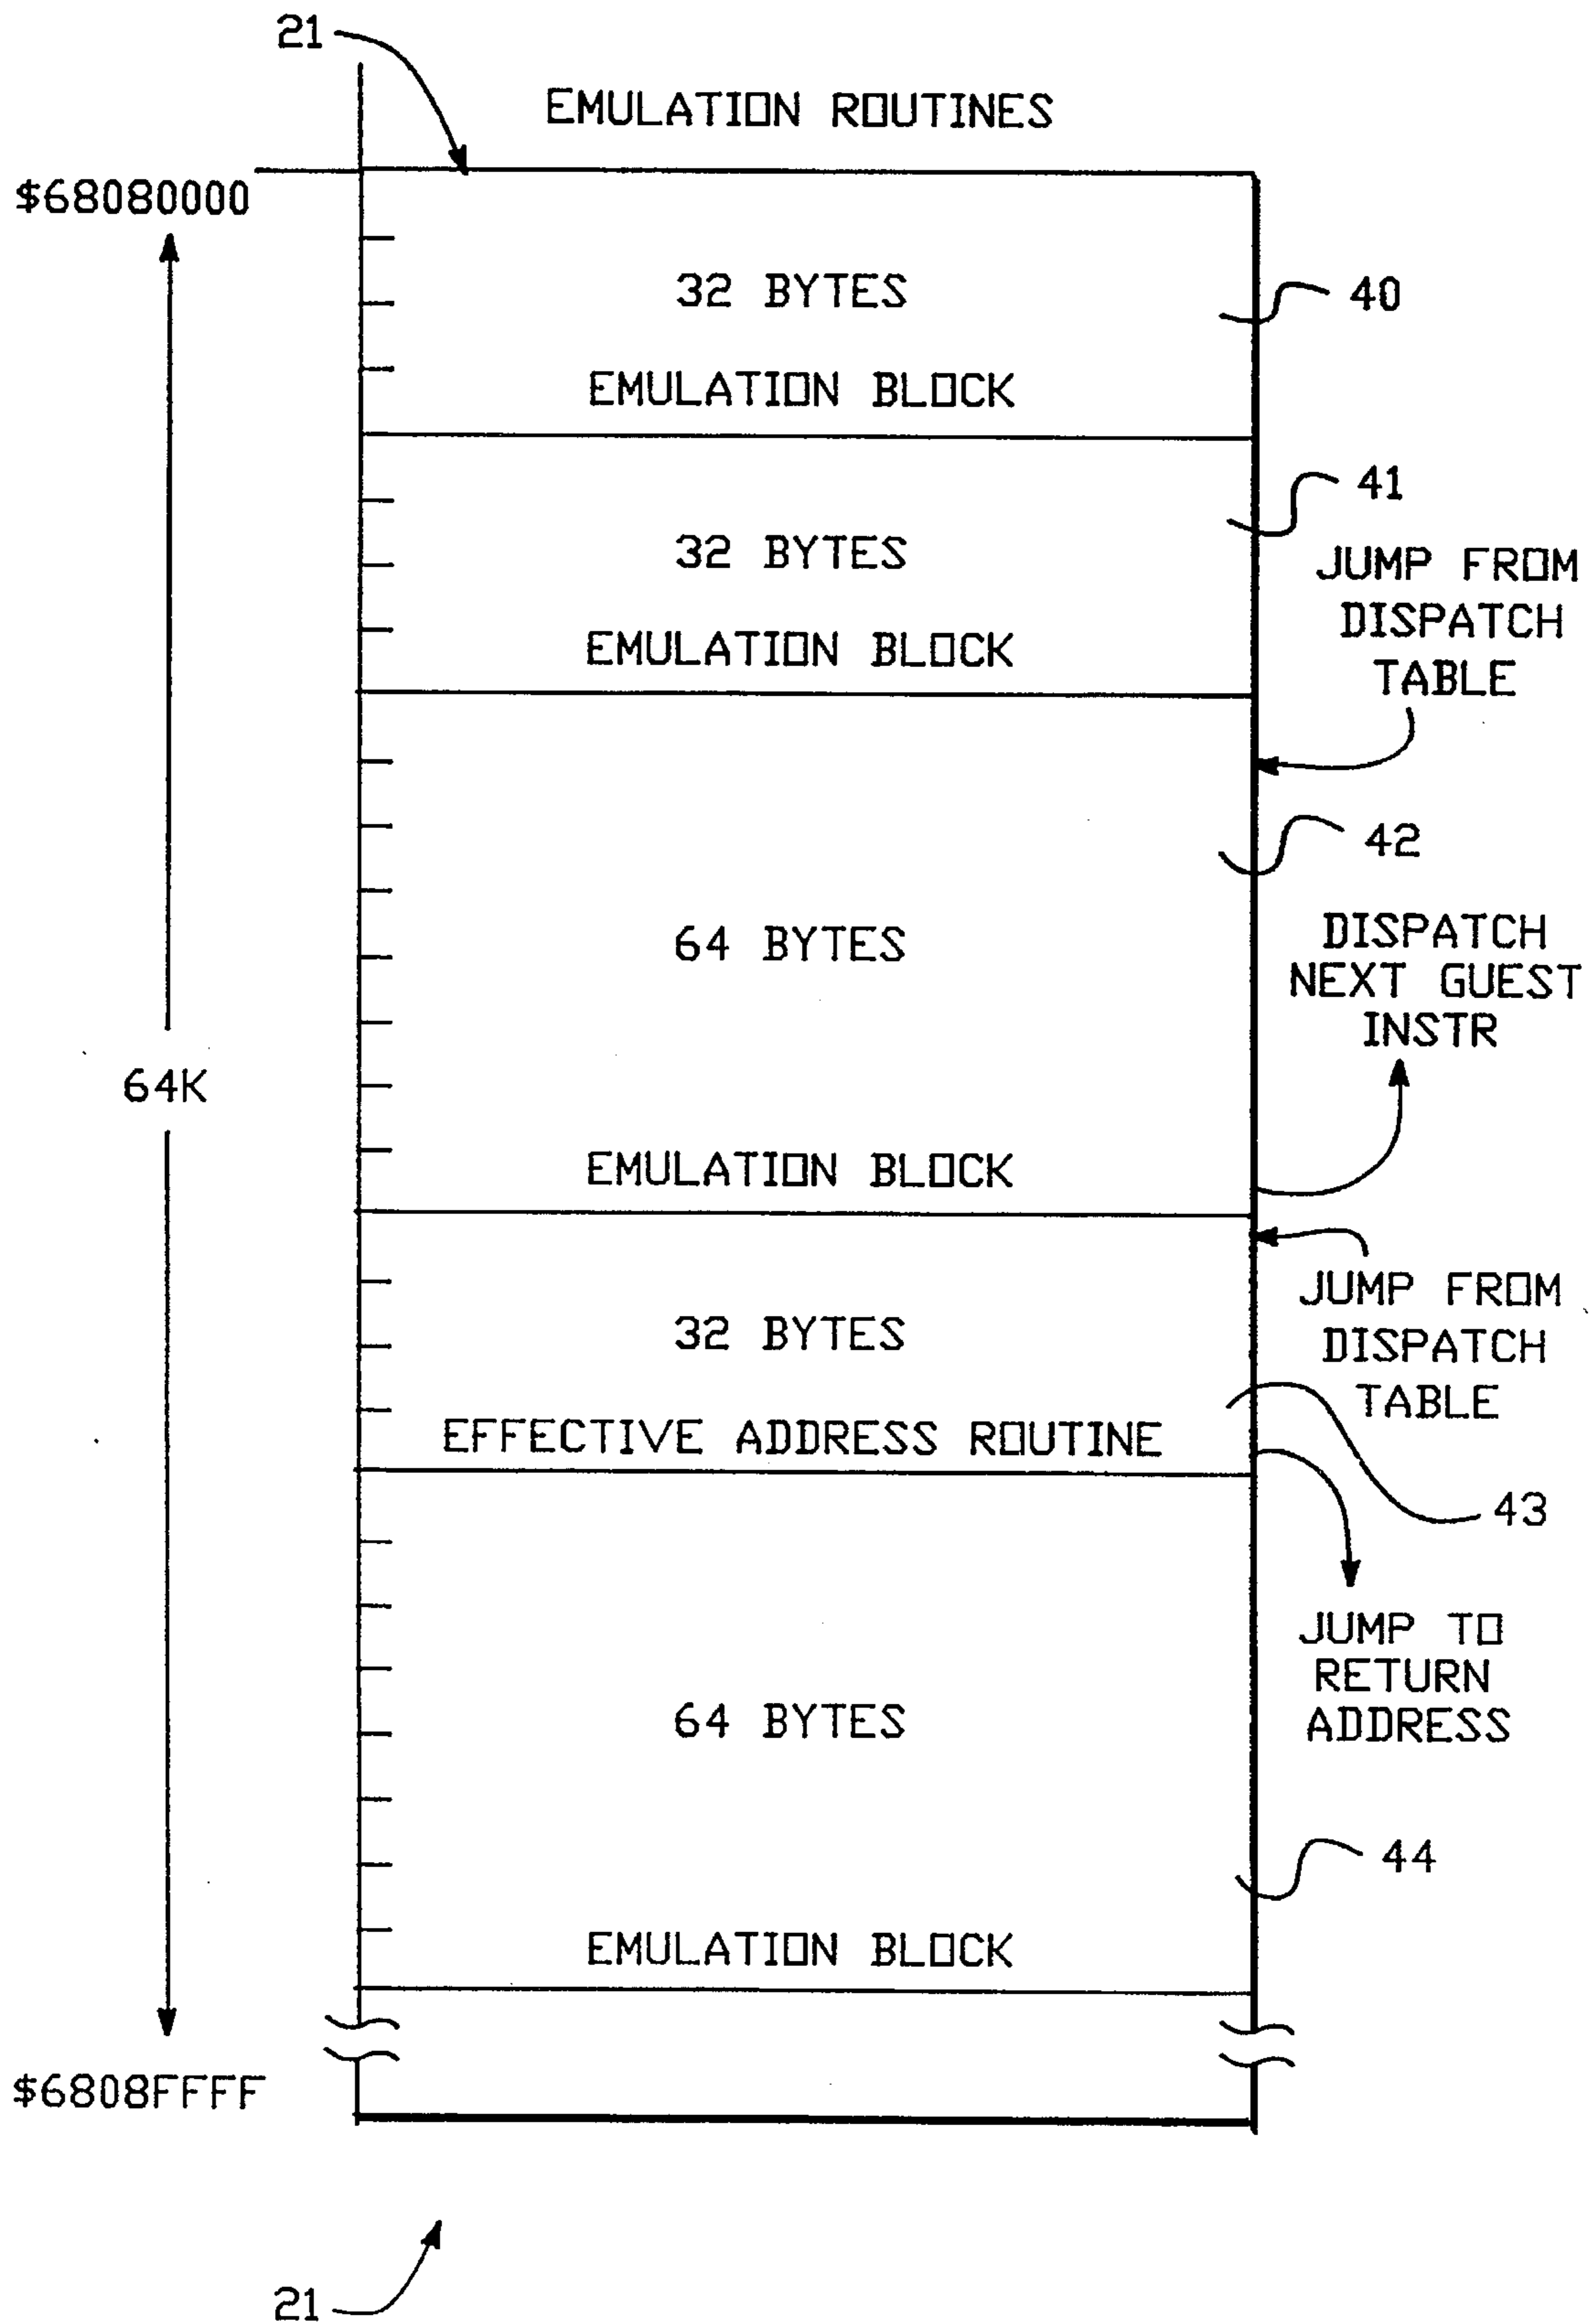 21
EMULATION ROUTINES
$68080000
32 BYTES
40
EMULATION BLOCK
41
32 BYTES
JUMP FROM
DISPATCH
TABLE
EMULATION BLOCK
42
64 BYTES
DISPATCH
NEXT GUEST
INSTR
64K
EMULATION BLOCK
JUMP FROM
DISPATCH
TABLE
32 BYTES
EFFECTIVE ADDRESS ROUTINE
43
JUMP TO
RETURN
ADDRESS
64 BYTES
44
EMULATION BLOCK
$6808FFFF
21